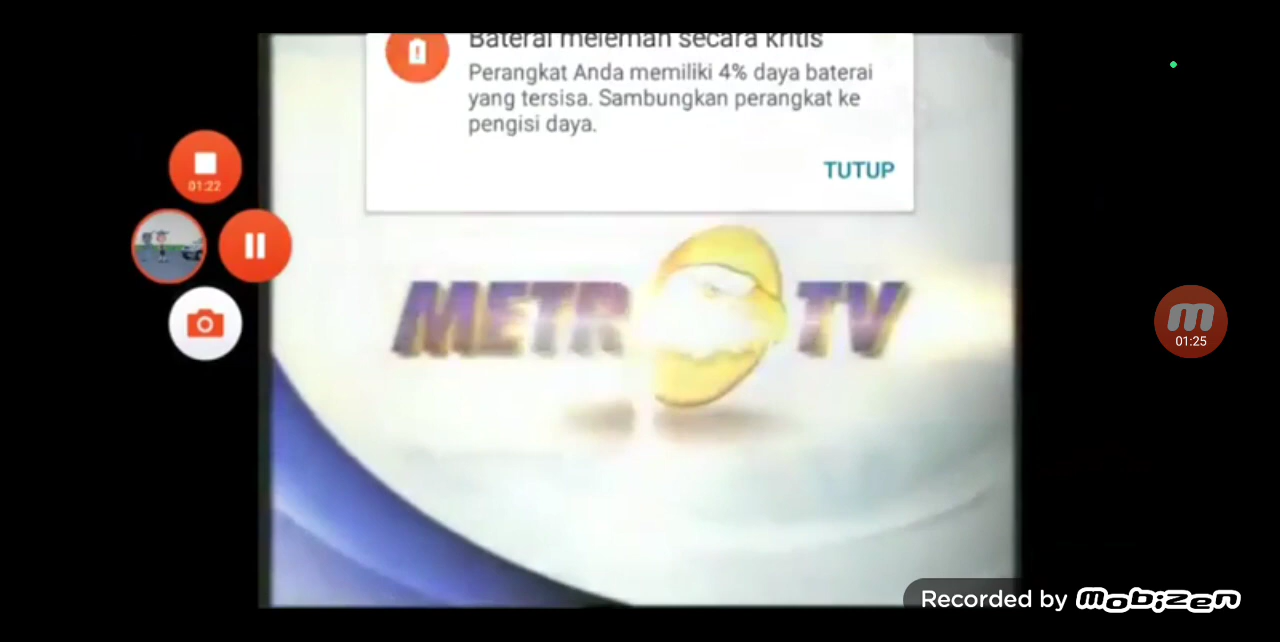 Baterai melemah secara kritis
Perangkat Anda memiliki 4% daya baterai
yang tersisa. Sambungkan perangkat ke
pengisi daya.
TUTUP
01:22
METR TV
01:25
Recorded by mobizen